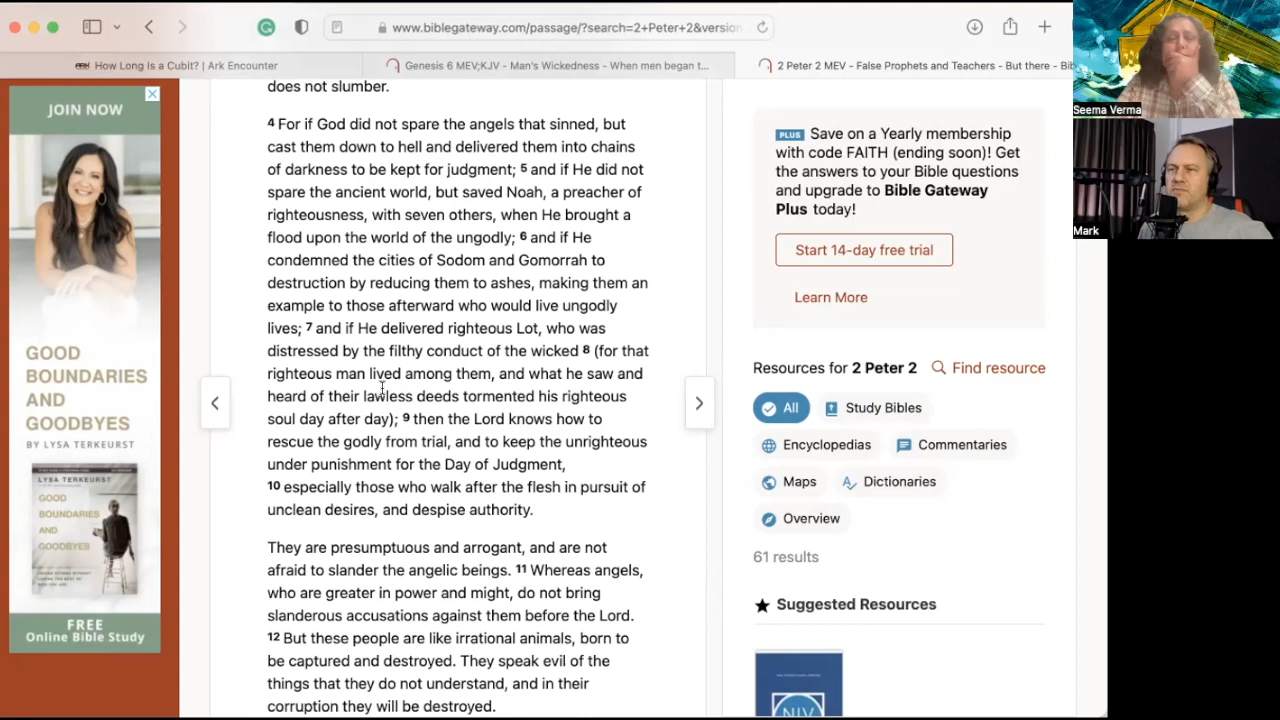 www.biblegateway.com/passage/?search=2+Peter+2&version
How Long Is a Cubit? | Ark Encounter
Genesis 6 MEV;KJV - Man's Wickedness - When men began t...
2 Peter 2 MEV - False Prophets and Teachers - But there - Bib
Seema Verma
Mark
JOIN NOW
GOOD
BOUNDARIES
AND
GOODBYES
BY LYSA TERKEURST
LYSA TERKEURST
GOOD
BOUNDARIES
AND
GOODBYES
FREE
Online Bible Study
does not slumber.
4 For if God did not spare the angels that sinned, but
cast them down to hell and delivered them into chains
of darkness to be kept for judgment; 5 and if He did not
spare the ancient world, but saved Noah, a preacher of
righteousness, with seven others, when He brought a
flood upon the world of the ungodly; 6 and if He
condemned the cities of Sodom and Gomorrah to
destruction by reducing them to ashes, making them an
example to those afterward who would live ungodly
lives; 7 and if He delivered righteous Lot, who was
distressed by the filthy conduct of the wicked 8 (for that
righteous man lived among them, and what he saw and
heard of their lawless deeds tormented his righteous
soul day after day); 9 then the Lord knows how to
rescue the godly from trial, and to keep the unrighteous
under punishment for the Day of Judgment,
10 especially those who walk after the flesh in pursuit of
unclean desires, and despise authority.
They are presumptuous and arrogant, and are not
afraid to slander the angelic beings. 11 Whereas angels,
who are greater in power and might, do not bring
slanderous accusations against them before the Lord.
12 But these people are like irrational animals, born to
be captured and destroyed. They speak evil of the
things that they do not understand, and in their
corruption they will be destroyed.
PLUS Save on a Yearly membership
with code FAITH (ending soon)! Get
the answers to your Bible questions
and upgrade to Bible Gateway
Plus today!
Start 14-day free trial
Learn More
Resources for 2 Peter 2 Find resource
All Study Bibles
Encyclopedias Commentaries
Maps Dictionaries
Overview
61 results
Suggested Resources
NIV